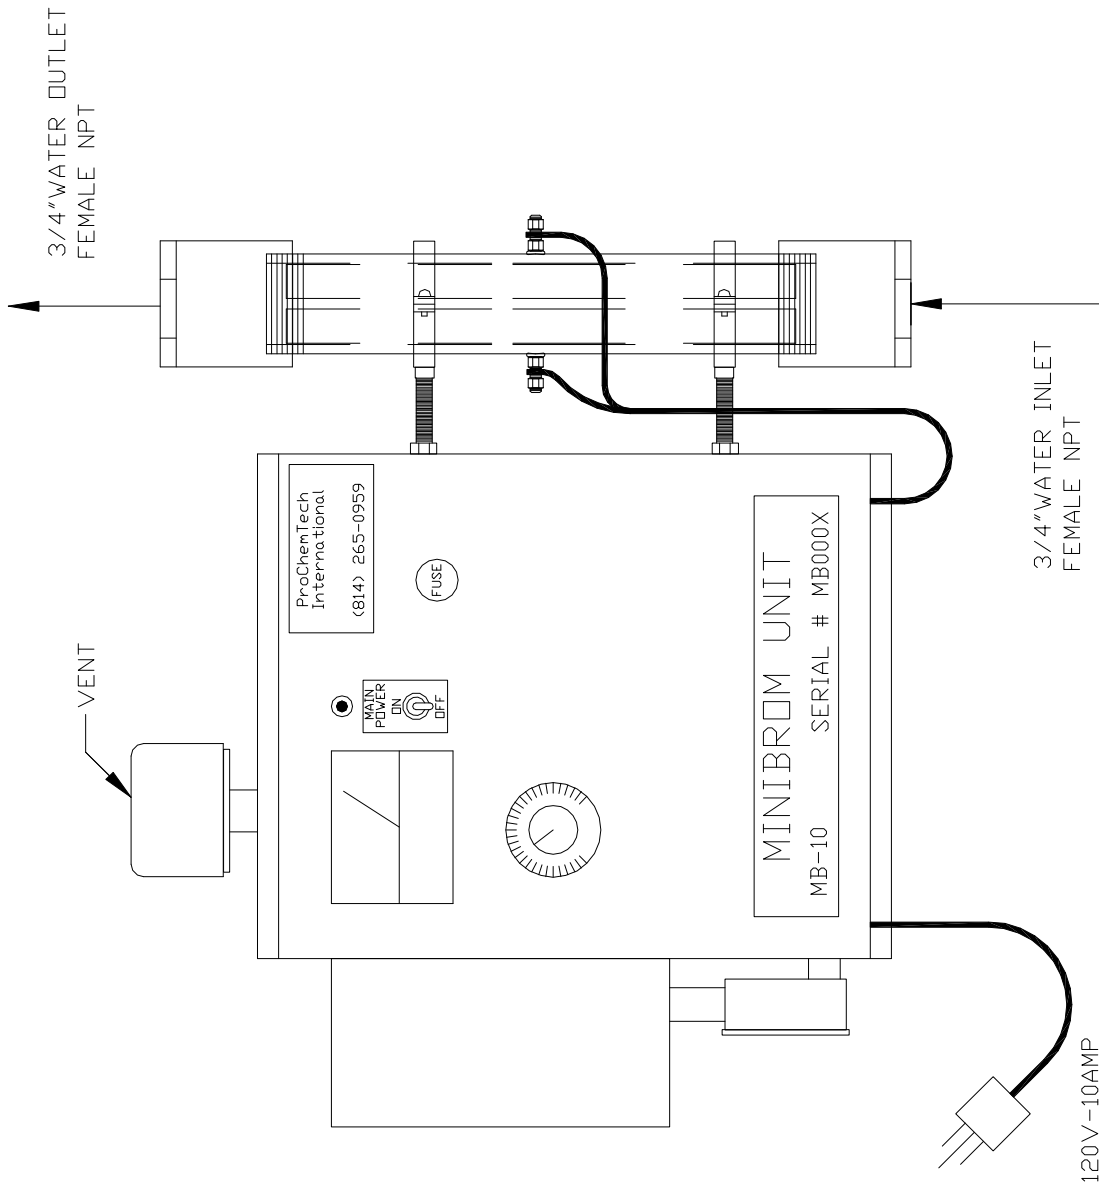 3/4"WATER OUTLET
FEMALE NPT
VENT
ProChemTech
International
(814) 265-0959
FUSE
MAIN
POWER
ON
OFF
MINIBROM UNIT
MB-10 SERIAL # MB000X
3/4"WATER INLET
FEMALE NPT
120V-10AMP